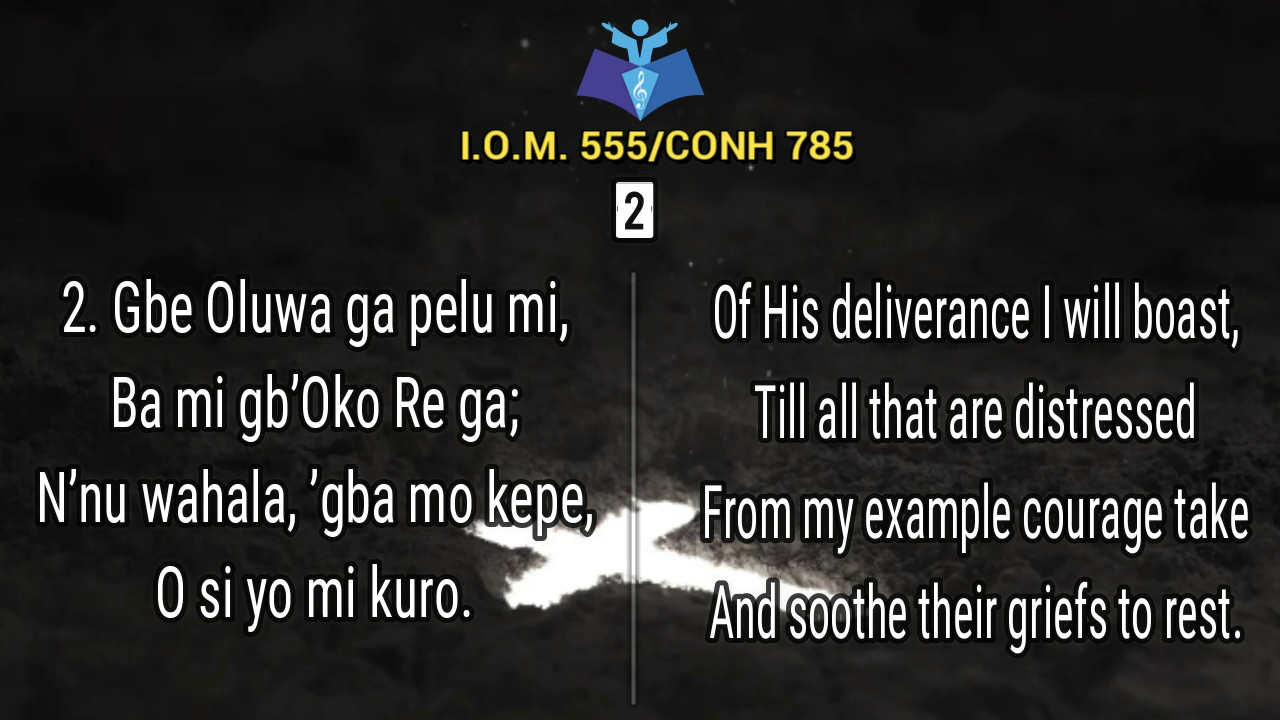 I.O.M. 555/CONH 785
2
2. Gbe Oluwa ga pelu mi,
Ba mi gb’Oko Re ga;
N’nu wahala, ’gba mo kepe,
O si yo mi kuro.
Of His deliverance I will boast,
Till all that are distressed
From my example courage take
And soothe their griefs to rest.